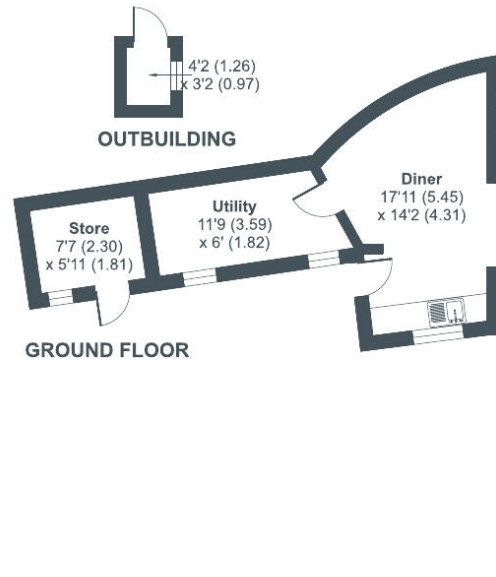 4'2 (1.26)
x 3'2 (0.97)
OUTBUILDING
Diner
17'11 (5.45)
x 14'2 (4.31)
Utility
11'9 (3.59)
x 6' (1.82)
Store
7'7 (2.30)
x 5'11 (1.81)
GROUND FLOOR